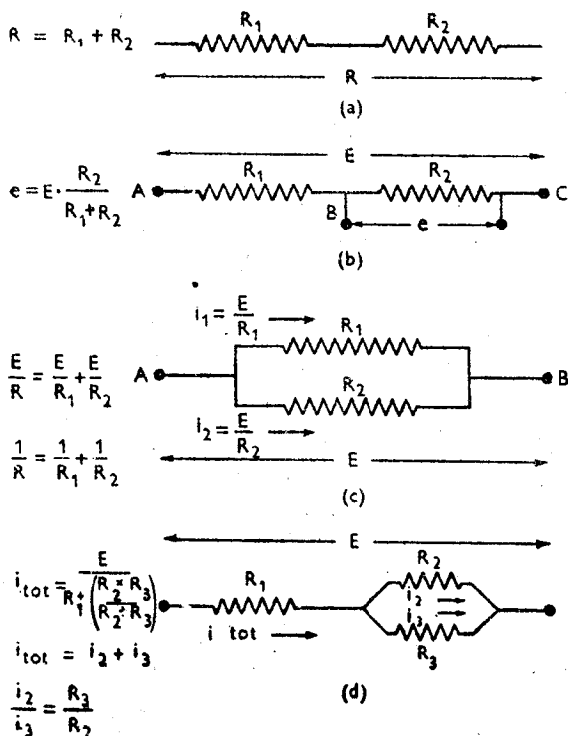 R = R₁ + R₂
R₁ R₂
R
(a)
E
e = E · R₂ / R₁ + R₂
A R₁ R₂ C
B e
(b)
i₁ = E / R₁
R₁
E/R = E/R₁ + E/R₂
A B
R₂
i₂ = E / R₂
1/R = 1/R₁ + 1/R₂
E
(c)
E
i tot = E / R₁ + (R₂ × R₃ / R₂ + R₃)
R₁ R₂
i₂
i₃
i tot
R₃
i tot = i₂ + i₃
i₂/i₃ = R₃/R₂
(d)